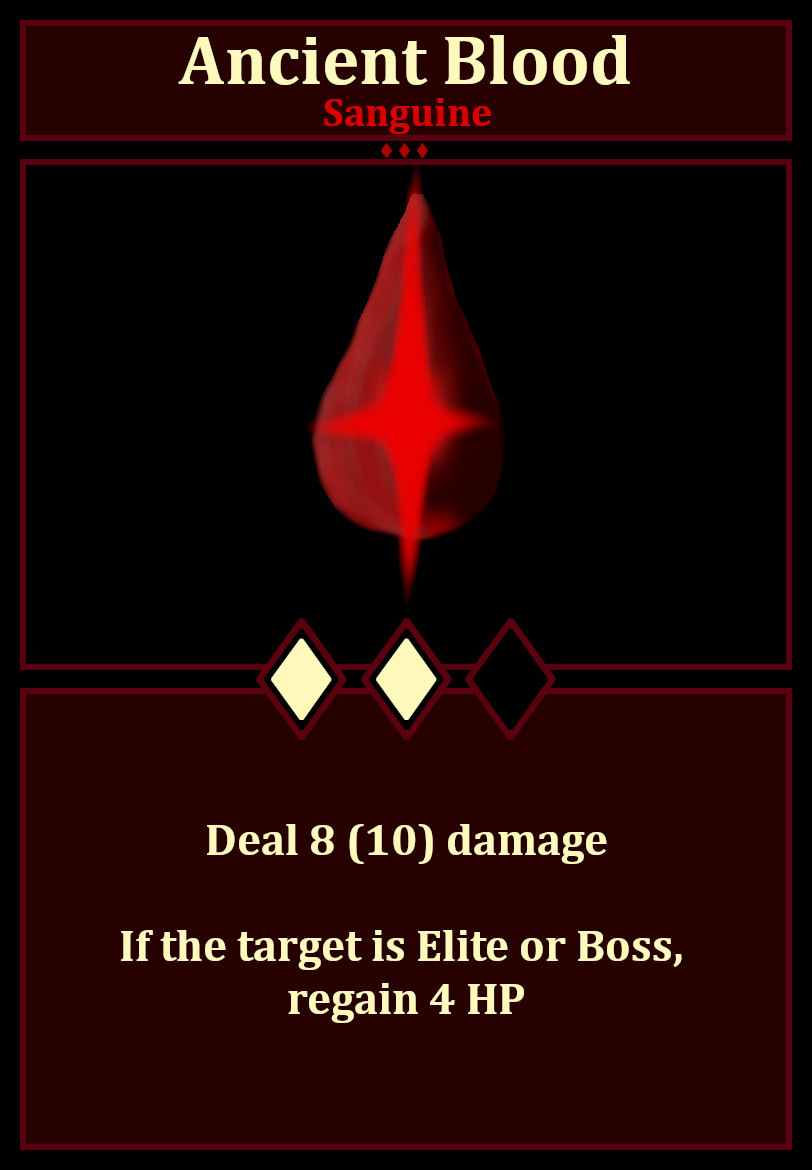 Ancient Blood
Sanguine
Deal 8 (10) damage
If the target is Elite or Boss,
regain 4 HP